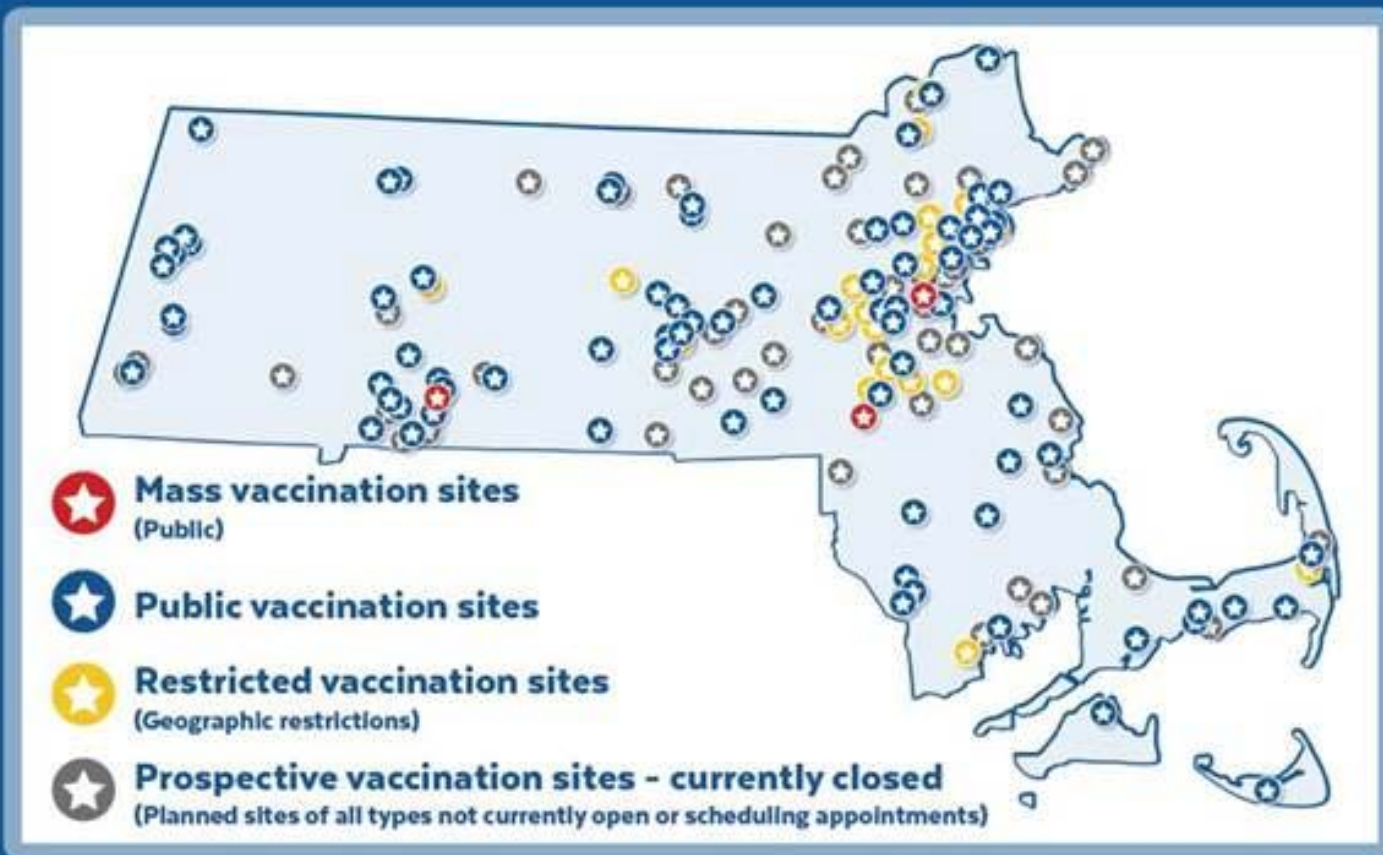 Mass vaccination sites
(Public)
Public vaccination sites
Restricted vaccination sites
(Geographic restrictions)
Prospective vaccination sites - currently closed
(Planned sites of all types not currently open or scheduling appointments)